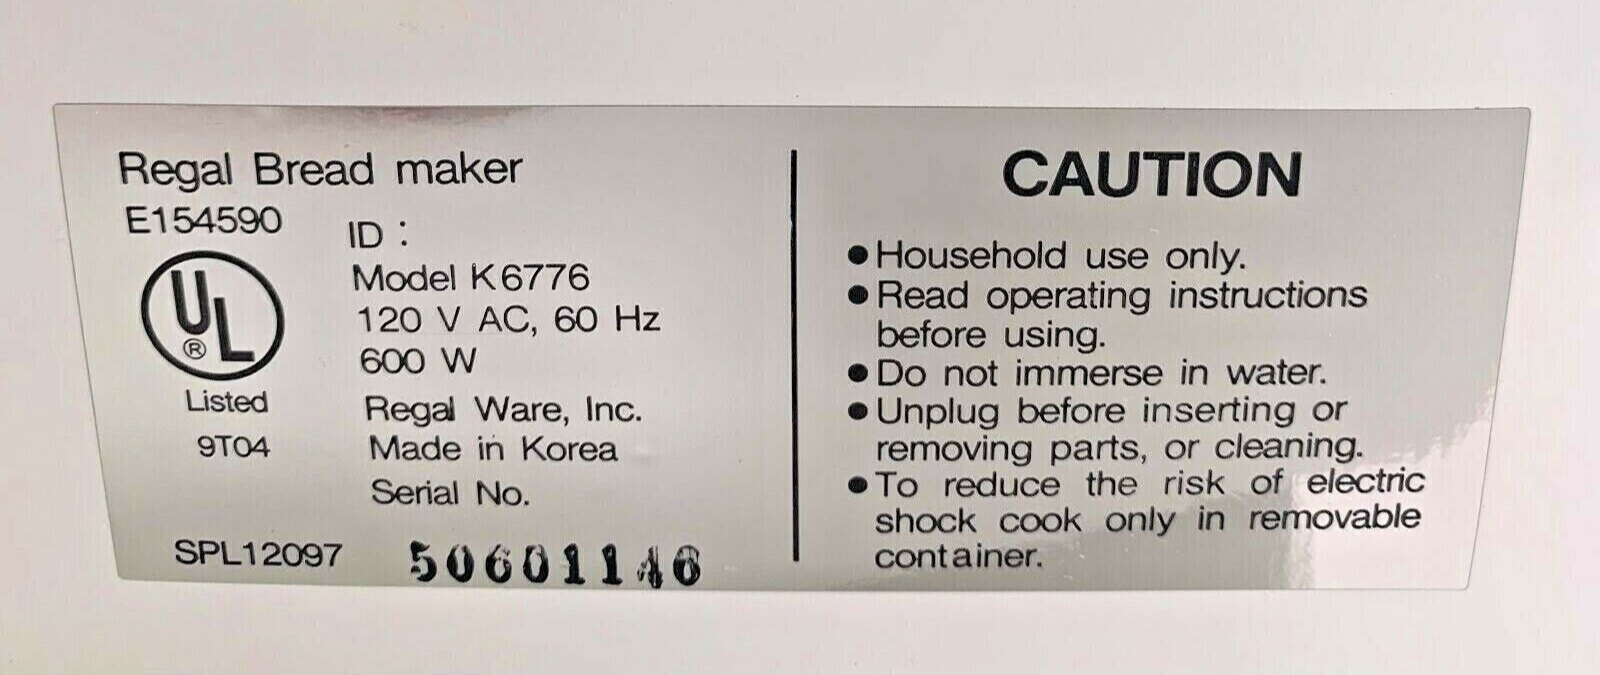 Regal Bread maker
E154590
UL
®
Listed
9T04
ID :
Model K6776
120 V AC, 60 Hz
600 W
Regal Ware, Inc.
Made in Korea
Serial No.
SPL12097 50601146
CAUTION
●Household use only.
●Read operating instructions
before using.
●Do not immerse in water.
●Unplug before inserting or
removing parts, or cleaning.
●To reduce the risk of electric
shock cook only in removable
container.